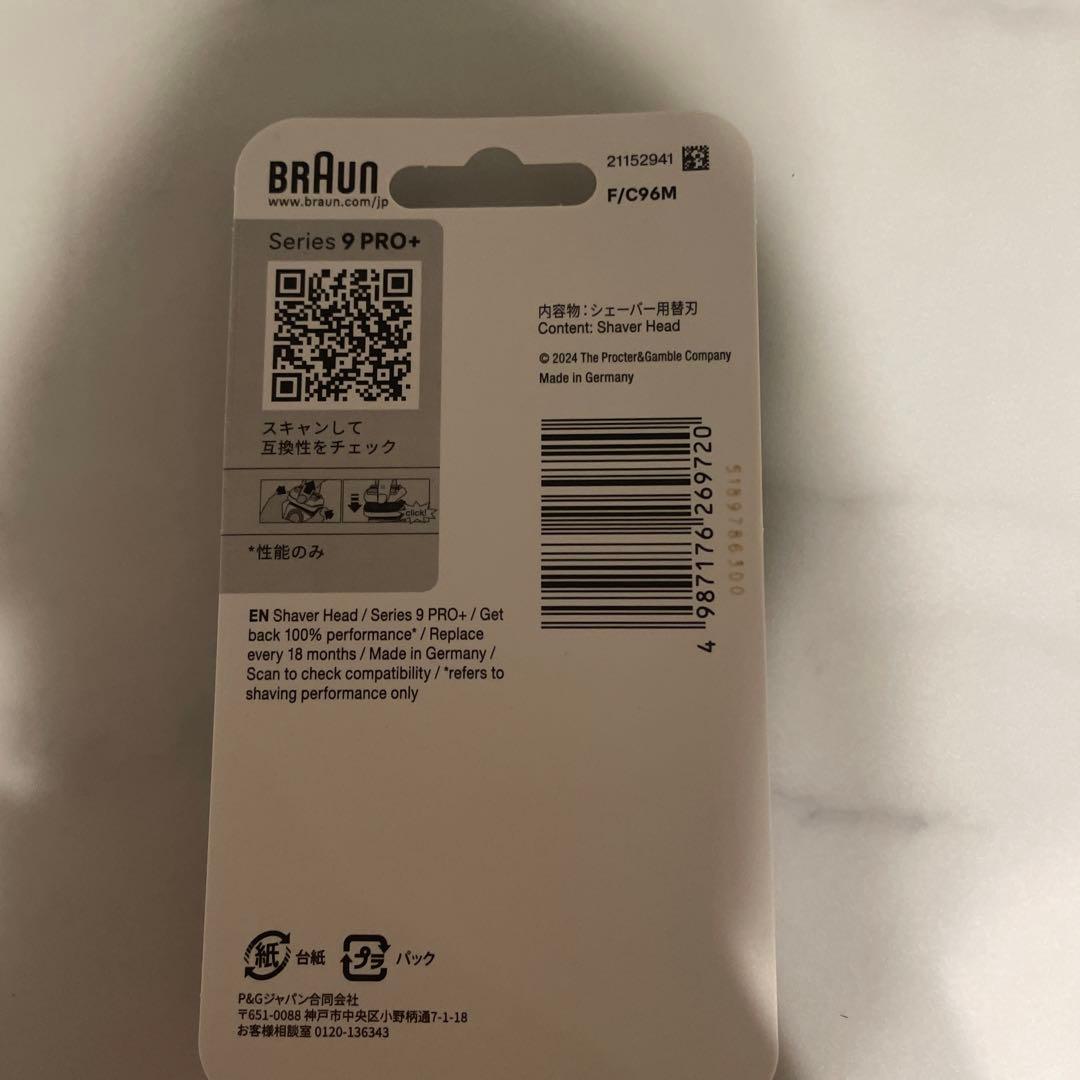 BRAUN
www.braun.com/jp
21152941
F/C96M
Series 9 PRO+
スキャンして
互換性をチェック
click!
*性能のみ
内容物：シェーバー用替刃
Content: Shaver Head
© 2024 The Procter&Gamble Company
Made in Germany
4 987176 269720
5189786300
EN Shaver Head / Series 9 PRO+ / Get
back 100% performance* / Replace
every 18 months / Made in Germany /
Scan to check compatibility / *refers to
shaving performance only
紙 台紙 プラ パック
P&Gジャパン合同会社
〒651-0088 神戸市中央区小野柄通7-1-18
お客様相談室 0120-136343